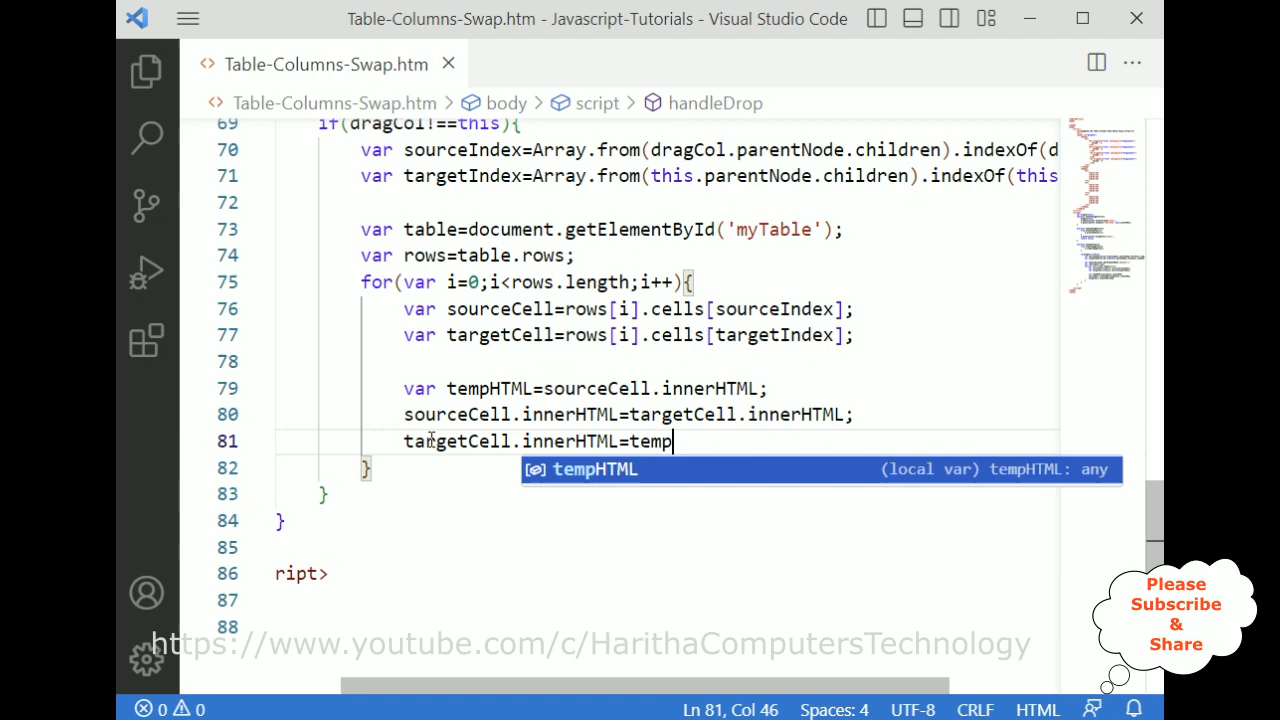 Table-Columns-Swap.htm - Javascript-Tutorials - Visual Studio Code
Table-Columns-Swap.htm
Table-Columns-Swap.htm > body > script > handleDrop
69 if(dragCol!==this){
70 var urceIndex=Array.from(dragCol.parentNode.children).indexOf(d
71 var targetIndex=Array.from(this.parentNode.children).indexOf(this
72
73 var table=document.getElementById('myTable');
74 var rows=table.rows;
75 for(var i=0;i<rows.length;i++){
76 var sourceCell=rows[i].cells[sourceIndex];
77 var targetCell=rows[i].cells[targetIndex];
78
79 var tempHTML=sourceCell.innerHTML;
80 sourceCell.innerHTML=targetCell.innerHTML;
81 targetCell.innerHTML=temp
tempHTML (local var) tempHTML: any
82 }
83 }
84 }
85
86 ript>
87
88
https://www.youtube.com/c/HarithaComputersTechnology
Please
Subscribe
&
Share
0 0 Ln 81, Col 46 Spaces: 4 UTF-8 CRLF HTML